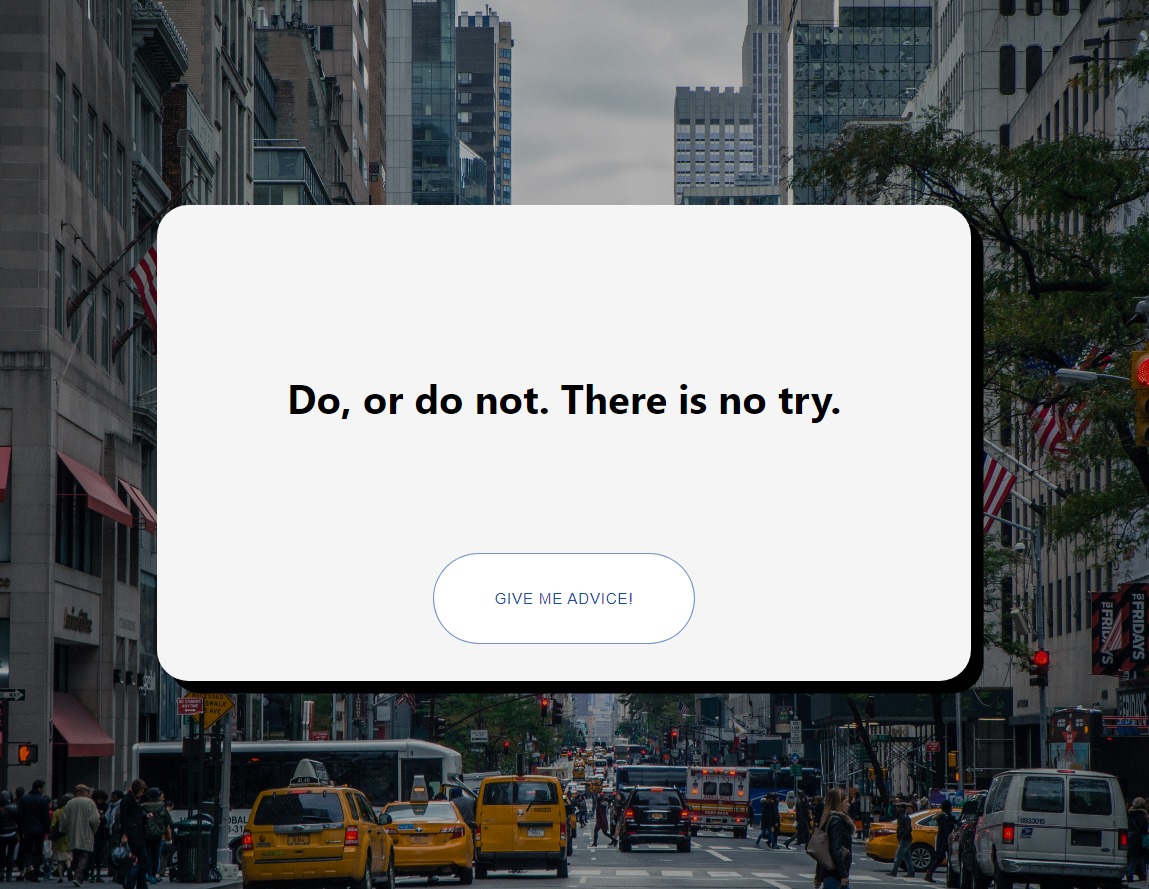 Do, or do not. There is no try.
GIVE ME ADVICE!
TGI
FRIDAYS
TGI
FRIDAYS